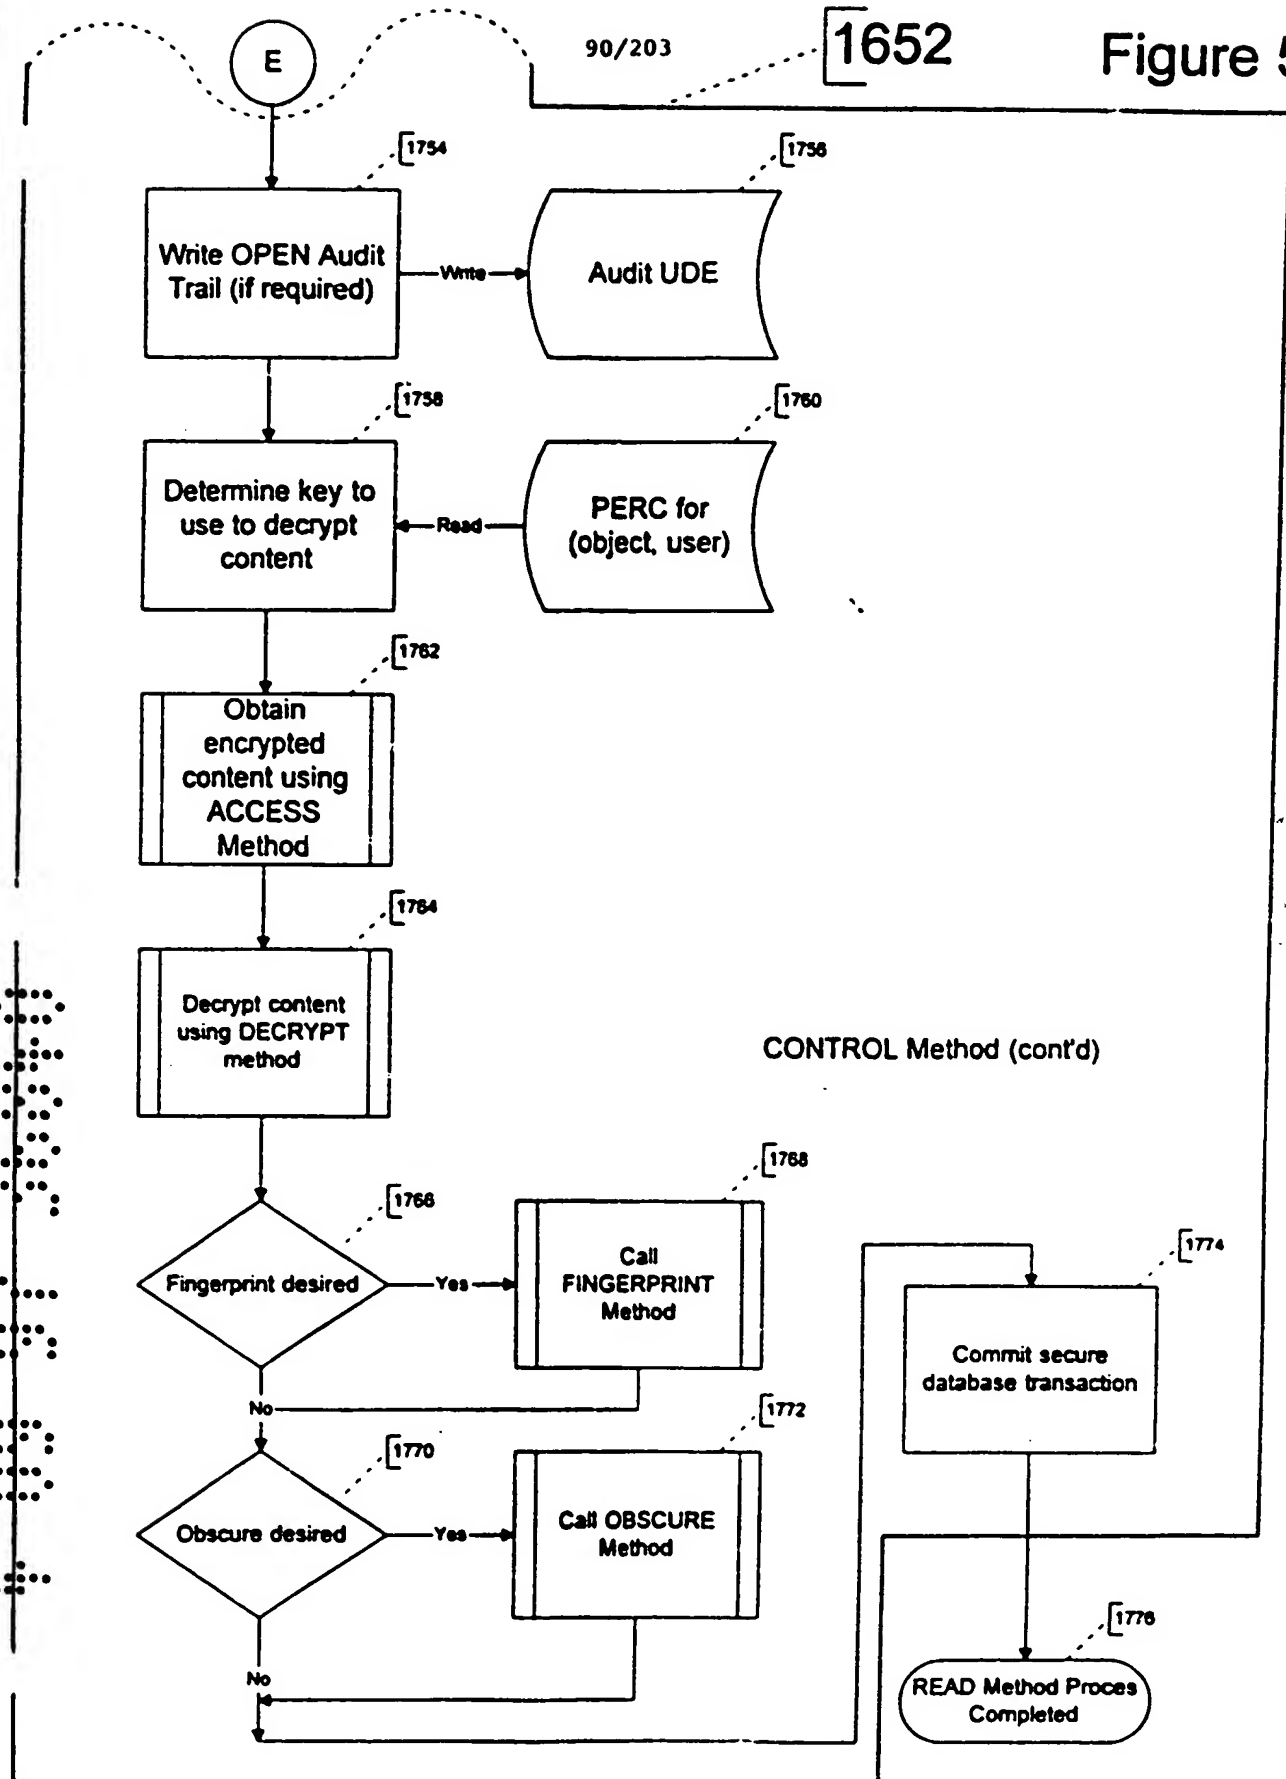 90/203
1652
Figure 5
E
1754
Write OPEN Audit
Trail (if required)
Write
1756
Audit UDE
1758
Determine key to
use to decrypt
content
Read
1760
PERC for
(object, user)
1762
Obtain
encrypted
content using
ACCESS
Method
1764
Decrypt content
using DECRYPT
method
CONTROL Method (cont'd)
1766
Fingerprint desired
Yes
1768
Call
FINGERPRINT
Method
No
1770
Obscure desired
Yes
1772
Call OBSCURE
Method
No
1774
Commit secure
database transaction
1776
READ Method Proces
Completed